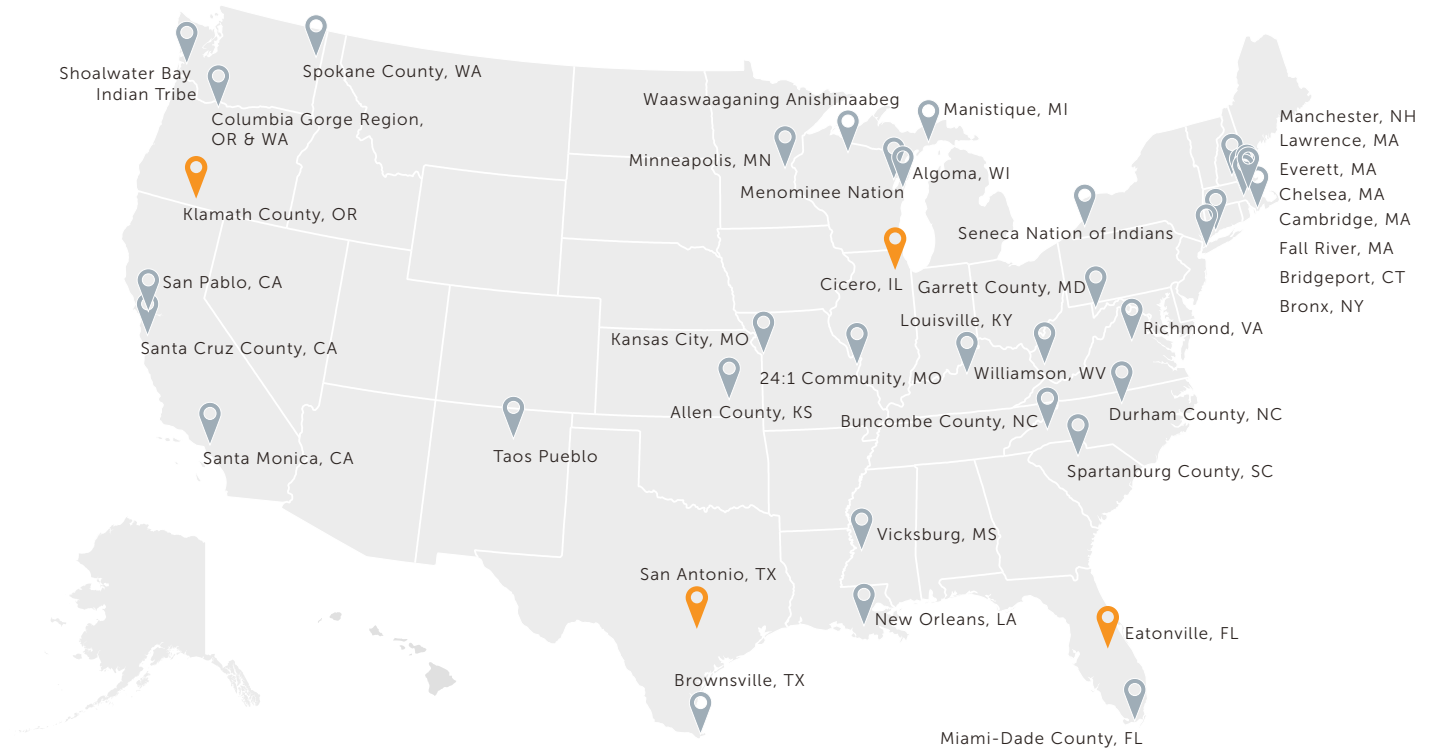 Shoalwater Bay
Indian Tribe
Spokane County, WA
Columbia Gorge Region,
OR & WA
Klamath County, OR
San Pablo, CA
Santa Cruz County, CA
Santa Monica, CA
Taos Pueblo
Waaswaaganing Anishinaabeg
Manistique, MI
Minneapolis, MN
Algoma, WI
Menominee Nation
Seneca Nation of Indians
Cicero, IL
Garrett County, MD
Louisville, KY
Richmond, VA
Kansas City, MO
24:1 Community, MO
Williamson, WV
Allen County, KS
Buncombe County, NC
Durham County, NC
Spartanburg County, SC
Vicksburg, MS
San Antonio, TX
New Orleans, LA
Eatonville, FL
Brownsville, TX
Miami-Dade County, FL
Manchester, NH
Lawrence, MA
Everett, MA
Chelsea, MA
Cambridge, MA
Fall River, MA
Bridgeport, CT
Bronx, NY